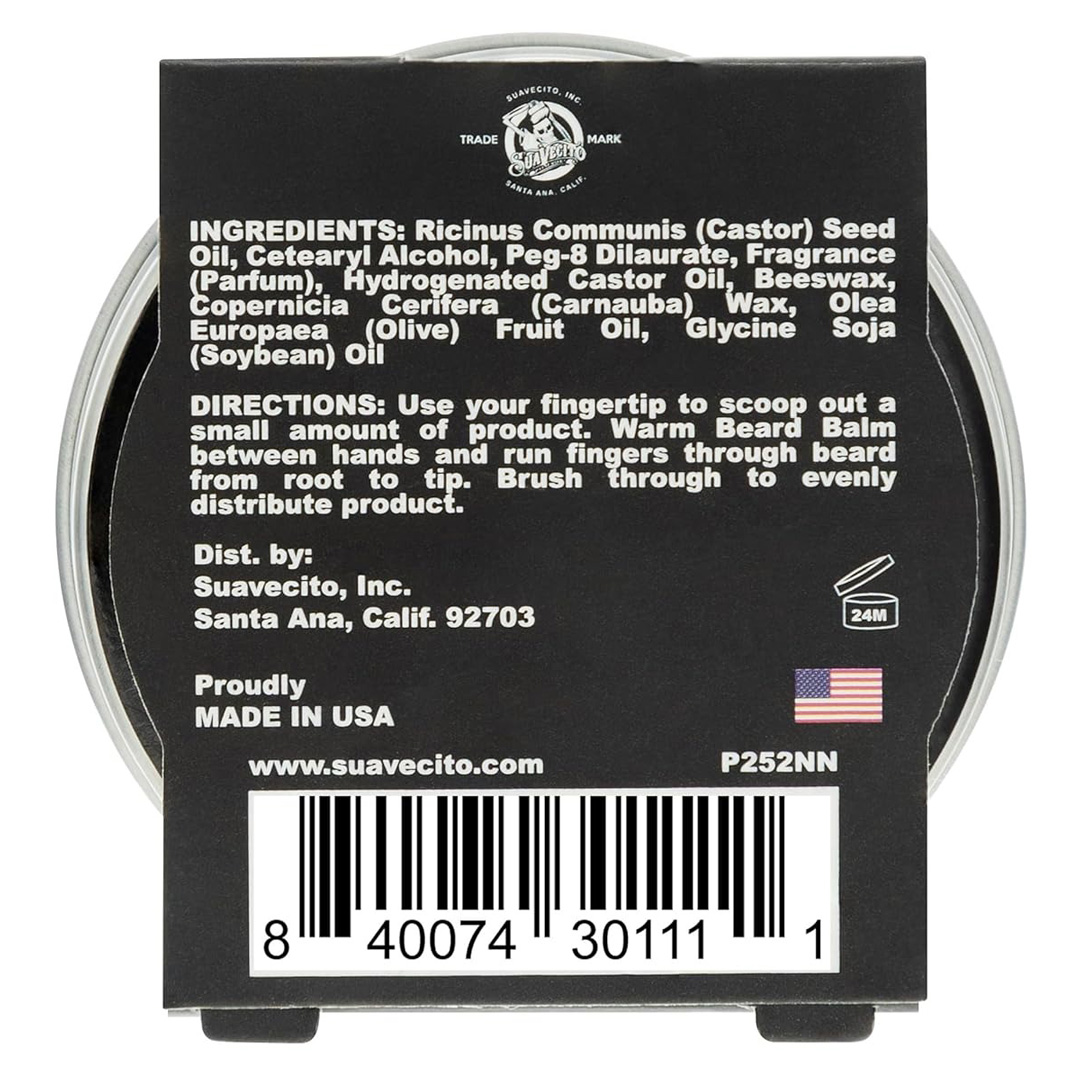 SUAVECITO, INC.
TRADE MARK
SUAVECITO
SANTA ANA, CALIF.
INGREDIENTS: Ricinus Communis (Castor) Seed
Oil, Cetearyl Alcohol, Peg-8 Dilaurate, Fragrance
(Parfum), Hydrogenated Castor Oil, Beeswax,
Copernicia Cerifera (Carnauba) Wax, Olea
Europaea (Olive) Fruit Oil, Glycine Soja
(Soybean) Oil
DIRECTIONS: Use your fingertip to scoop out a
small amount of product. Warm Beard Balm
between hands and run fingers through beard
from root to tip. Brush through to evenly
distribute product.
Dist. by:
Suavecito, Inc.
Santa Ana, Calif. 92703
24M
Proudly
MADE IN USA
www.suavecito.com P252NN
8 40074 30111 1